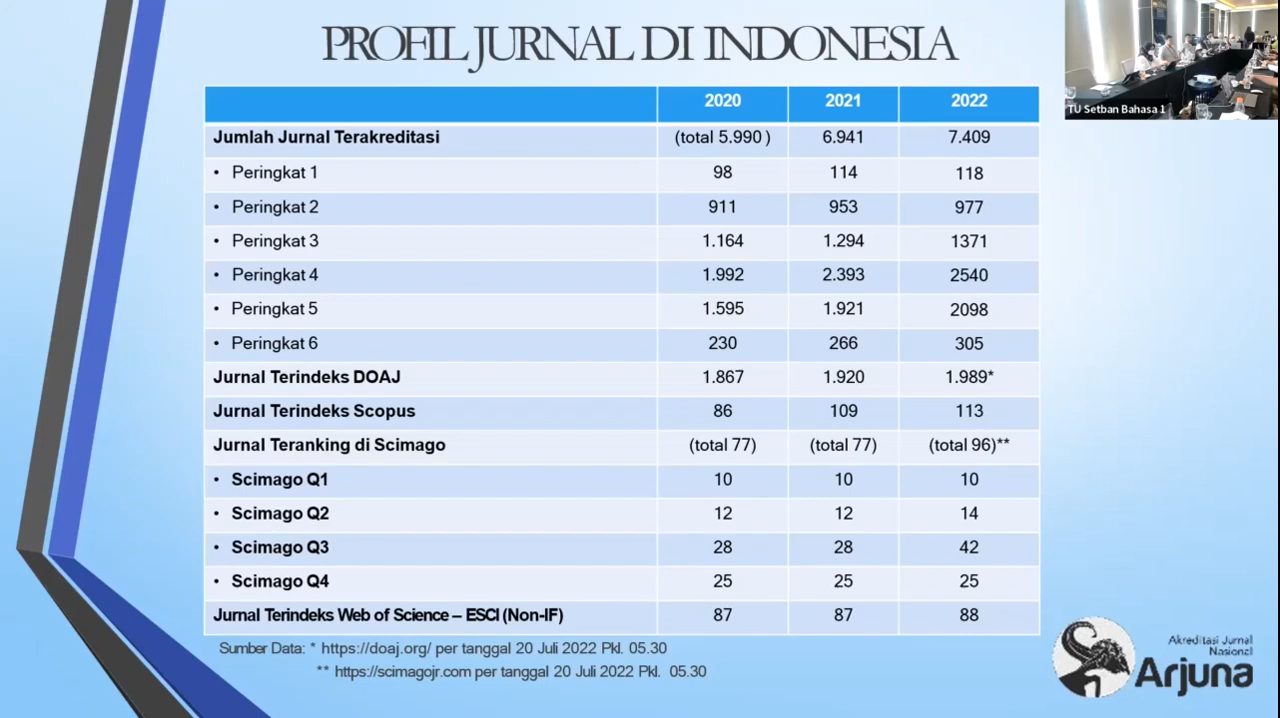 PROFIL JURNAL DI INDONESIA
TU Setban Bahasa 1
2020 2021 2022
Jumlah Jurnal Terakreditasi (total 5.990 ) 6.941 7.409
• Peringkat 1 98 114 118
• Peringkat 2 911 953 977
• Peringkat 3 1.164 1.294 1371
• Peringkat 4 1.992 2.393 2540
• Peringkat 5 1.595 1.921 2098
• Peringkat 6 230 266 305
Jurnal Terindeks DOAJ 1.867 1.920 1.989*
Jurnal Terindeks Scopus 86 109 113
Jurnal Teranking di Scimago (total 77) (total 77) (total 96)**
• Scimago Q1 10 10 10
• Scimago Q2 12 12 14
• Scimago Q3 28 28 42
• Scimago Q4 25 25 25
Jurnal Terindeks Web of Science – ESCI (Non-IF) 87 87 88
Sumber Data: * https://doaj.org/ per tanggal 20 Juli 2022 Pkl. 05.30
** https://scimagojr.com per tanggal 20 Juli 2022 Pkl. 05.30
Akreditasi Jurnal
Nasional
Arjuna